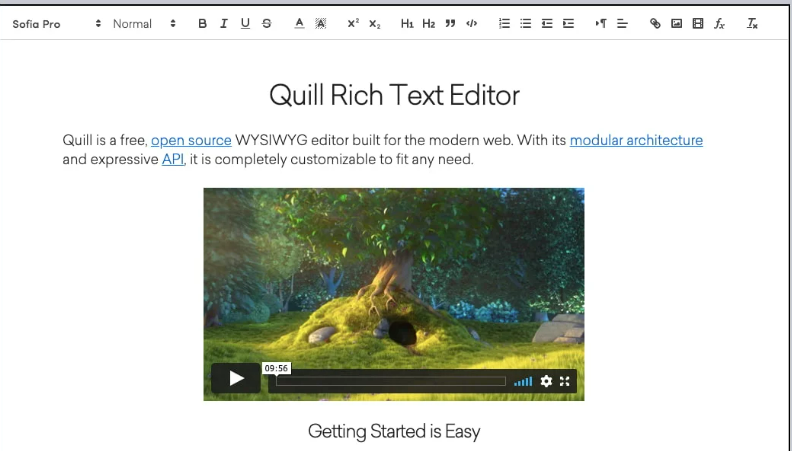 Sofia Pro Normal B I U S A A x² x₂ H1 H2 ” </> fx Tx
Quill Rich Text Editor
Quill is a free, open source WYSIWYG editor built for the modern web. With its modular architecture
and expressive API, it is completely customizable to fit any need.
09:56
Getting Started is Easy